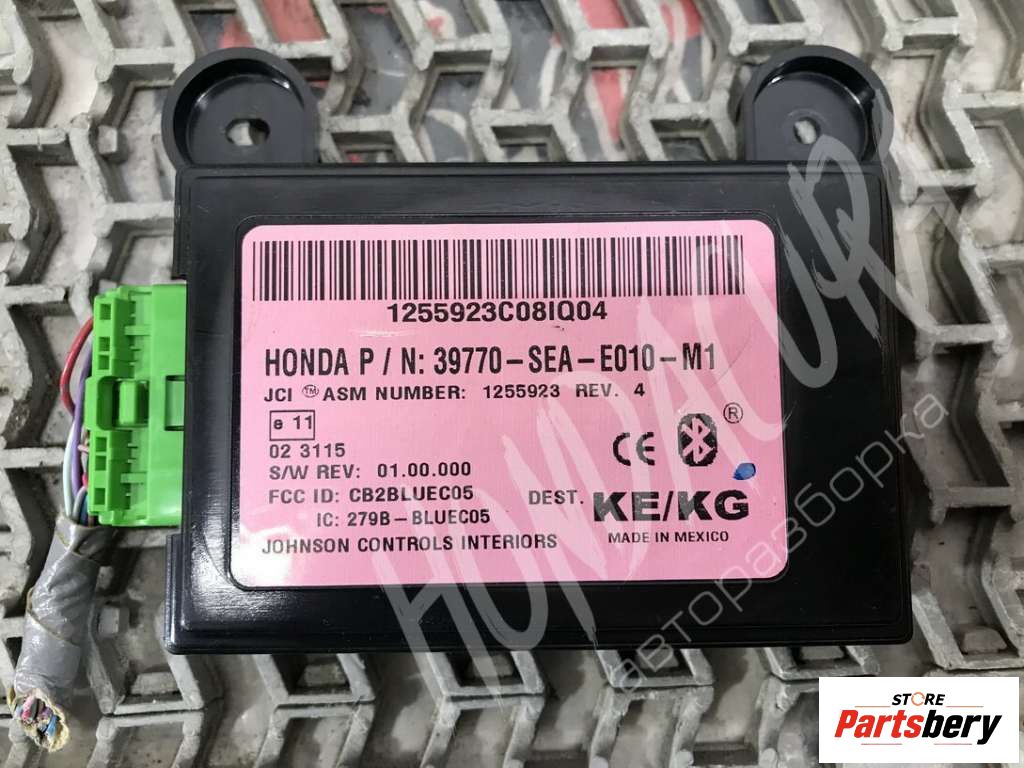 1255923C08IQ04
HONDA P / N: 39770-SEA-E010-M1
JCI ™ ASM NUMBER: 1255923 REV. 4
e 11
02 3115
S/W REV: 01.00.000
FCC ID: CB2BLUEC05
IC: 279B-BLUEC05
JOHNSON CONTROLS INTERIORS
CE
®
DEST. KE/KG
MADE IN MEXICO
HONDACUR
авторазборка
STORE
Partsbery